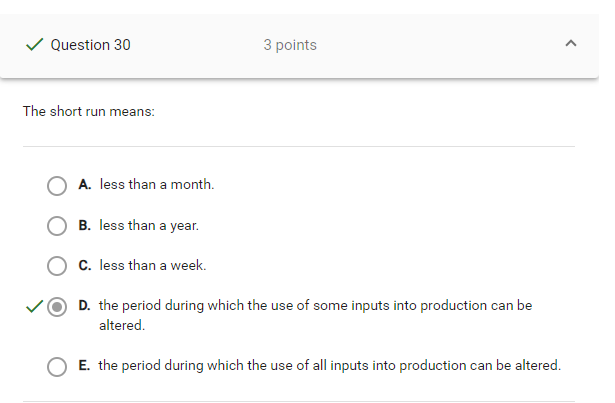 Question 30 3 points
The short run means:
A. less than a month.
B. less than a year.
C. less than a week.
D. the period during which the use of some inputs into production can be
altered.
E. the period during which the use of all inputs into production can be altered.